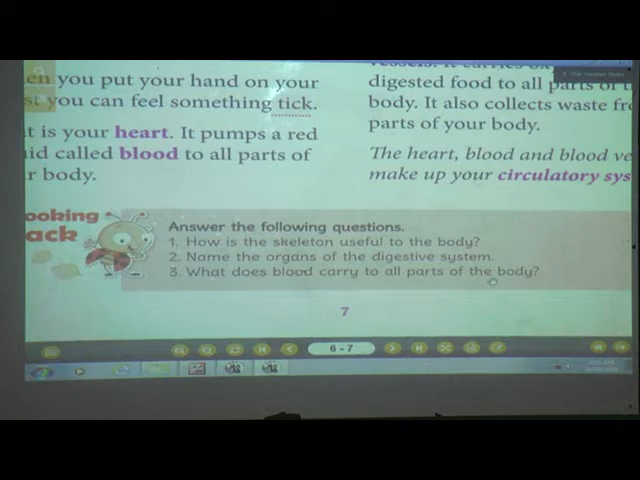 you put your hand on your
you can feel something tick.
t is your heart. It pumps a red
id called blood to all parts of
r body.
digested food to all parts of
body. It also collects waste fr
parts of your body.
The heart, blood and blood ve
make up your circulatory sys
ooking
ack
Answer the following questions.
1. How is the skeleton useful to the body?
2. Name the organs of the digestive system.
3. What does blood carry to all parts of the body?
7
6 - 7